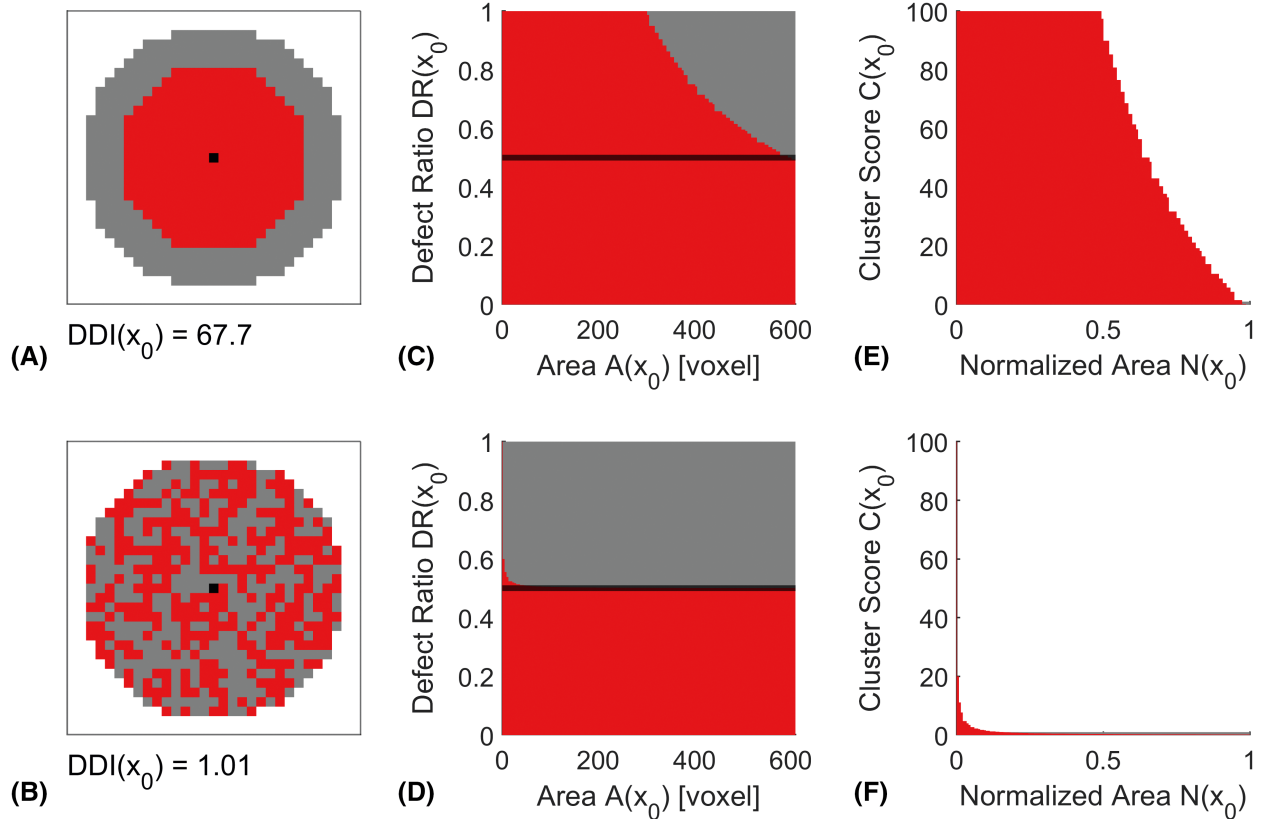 DDI(x0) = 67.7
(A)
1
0.8
0.6
0.4
0.2
0
Defect Ratio DR(x0)
0 200 400 600
Area A(x0) [voxel]
(C)
100
80
60
40
20
0
Cluster Score C(x0)
0 0.5 1
Normalized Area N(x0)
(E)
DDI(x0) = 1.01
(B)
1
0.8
0.6
0.4
0.2
0
Defect Ratio DR(x0)
0 200 400 600
Area A(x0) [voxel]
(D)
100
80
60
40
20
0
Cluster Score C(x0)
0 0.5 1
Normalized Area N(x0)
(F)